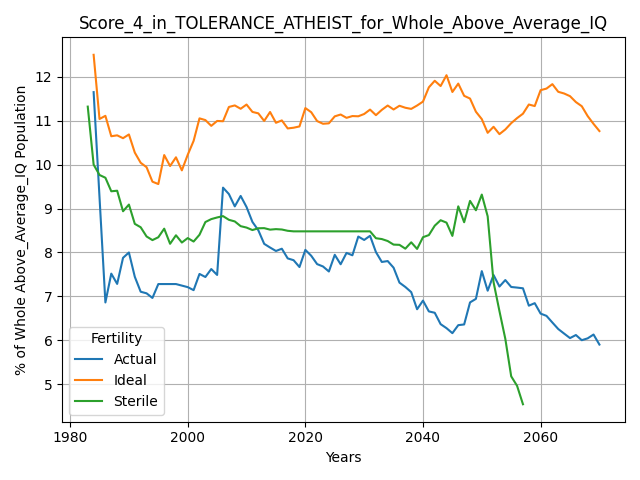 Score_4_in_TOLERANCE_ATHEIST_for_Whole_Above_Average_IQ
% of Whole Above_Average_IQ Population
12
11
10
9
8
7
6
5
Fertility
Actual
Ideal
Sterile
1980 2000 2020 2040 2060
Years